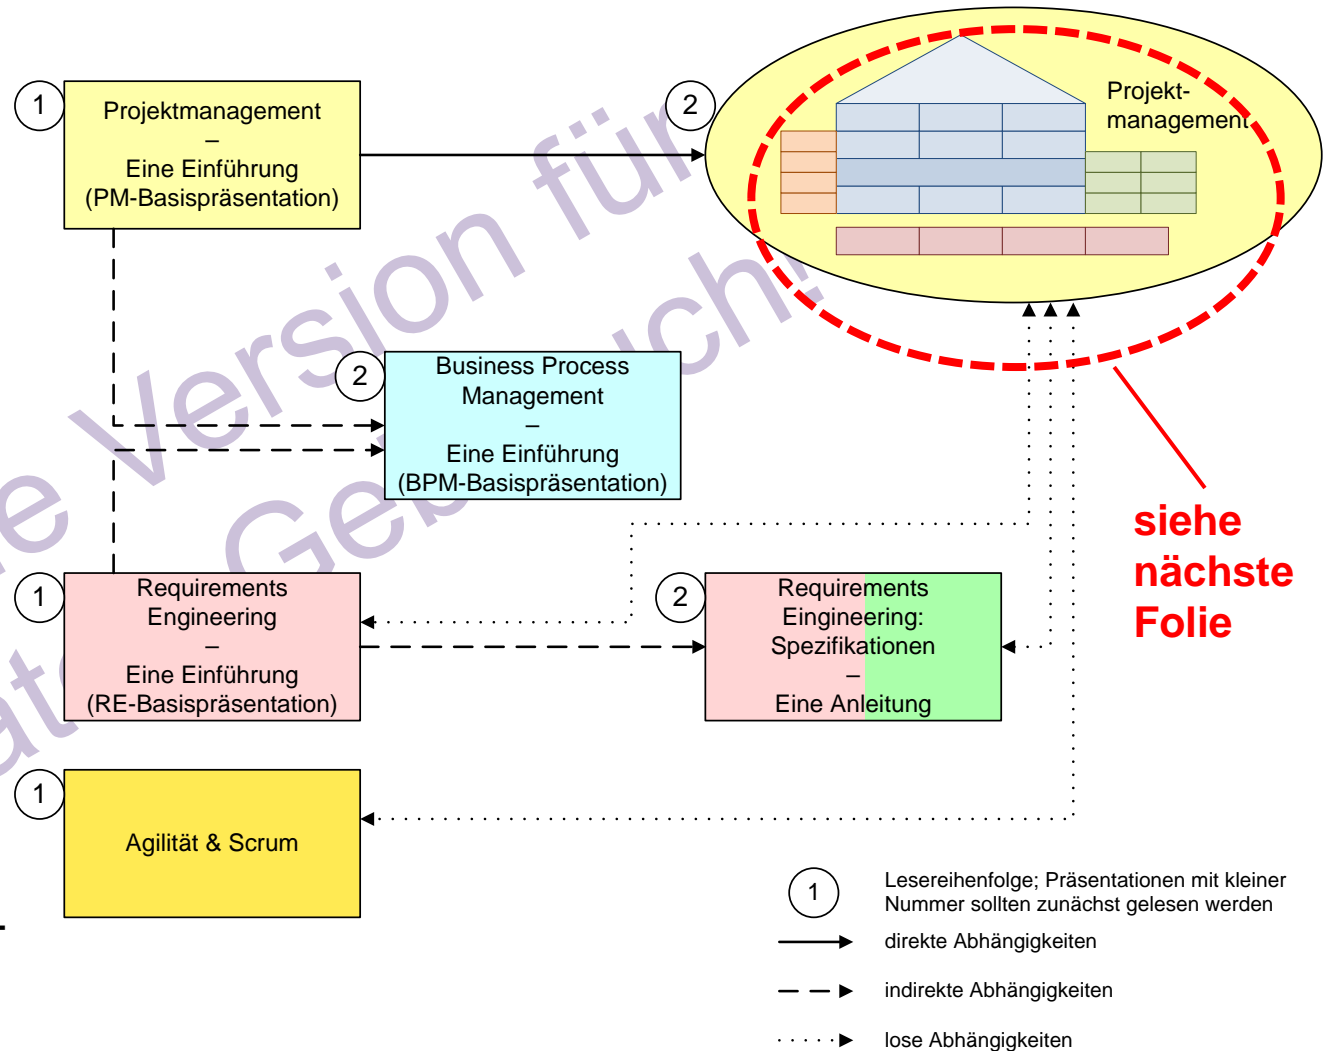 1
Projektmanagement
–
Eine Einführung
(PM-Basispräsentation)
2
Projekt-
management
2
Business Process
Management
–
Eine Einführung
(BPM-Basispräsentation)
siehe
nächste
Folie
1
Requirements
Engineering
–
Eine Einführung
(RE-Basispräsentation)
2
Requirements
Eingineering:
Spezifikationen
–
Eine Anleitung
1
Agilität & Scrum
1
Lesereihenfolge; Präsentationen mit kleiner
Nummer sollten zunächst gelesen werden
direkte Abhängigkeiten
indirekte Abhängigkeiten
lose Abhängigkeiten
Version für